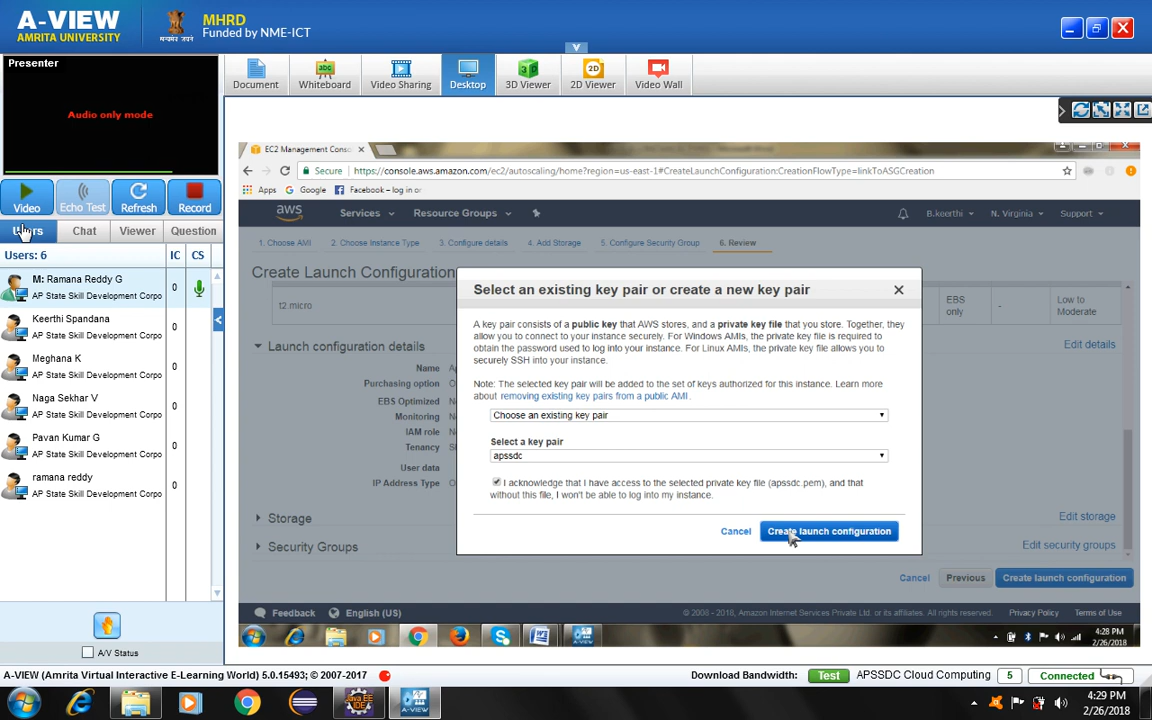 A-VIEW
AMRITA UNIVERSITY
MHRD
Funded by NME-ICT
Presenter
Audio only mode
Document
Whiteboard
Video Sharing
Desktop
3D Viewer
2D Viewer
Video Wall
Video
Echo Test
Refresh
Record
Users
Chat
Viewer
Question
Users: 6
IC
CS
M: Ramana Reddy G
AP State Skill Development Corpo
0
Keerthi Spandana
AP State Skill Development Corpo
0
Meghana K
AP State Skill Development Corpo
0
Naga Sekhar V
AP State Skill Development Corpo
0
Pavan Kumar G
AP State Skill Development Corpo
0
ramana reddy
AP State Skill Development Corpo
0
A/V Status
EC2 Management Conso
Secure
https://console.aws.amazon.com/ec2/autoscaling/home?region=us-east-1#CreateLaunchConfiguration:CreationFlowType=linkToASGCreation
Apps
Google
Facebook – log in or
aws
Services
Resource Groups
B.keerthi
N. Virginia
Support
1. Choose AMI
2. Choose Instance Type
3. Configure details
4. Add Storage
5. Configure Security Group
6. Review
Create Launch Configuration
t2.micro
EBS only
-
Low to Moderate
Launch configuration details
Edit details
Name
Purchasing option
EBS Optimized
Monitoring
IAM role
Tenancy
User data
IP Address Type
Storage
Edit storage
Security Groups
Edit security groups
Select an existing key pair or create a new key pair
A key pair consists of a public key that AWS stores, and a private key file that you store. Together, they
allow you to connect to your instance securely. For Windows AMIs, the private key file is required to
obtain the password used to log into your instance. For Linux AMIs, the private key file allows you to
securely SSH into your instance.
Note: The selected key pair will be added to the set of keys authorized for this instance. Learn more
about removing existing key pairs from a public AMI.
Choose an existing key pair
Select a key pair
apssdc
I acknowledge that I have access to the selected private key file (apssdc.pem), and that
without this file, I won't be able to log into my instance.
Cancel
Create launch configuration
Cancel
Previous
Create launch configuration
Feedback
English (US)
© 2008 - 2018, Amazon Internet Services Private Ltd. or its affiliates. All rights reserved.
Privacy Policy
Terms of Use
4:28 PM
2/26/2018
A-VIEW (Amrita Virtual Interactive E-Learning World) 5.0.15493; © 2007-2017
Download Bandwidth:
Test
APSSDC Cloud Computing
5
Connected
Java EE
IDE
A-VIEW
4:29 PM
2/26/2018